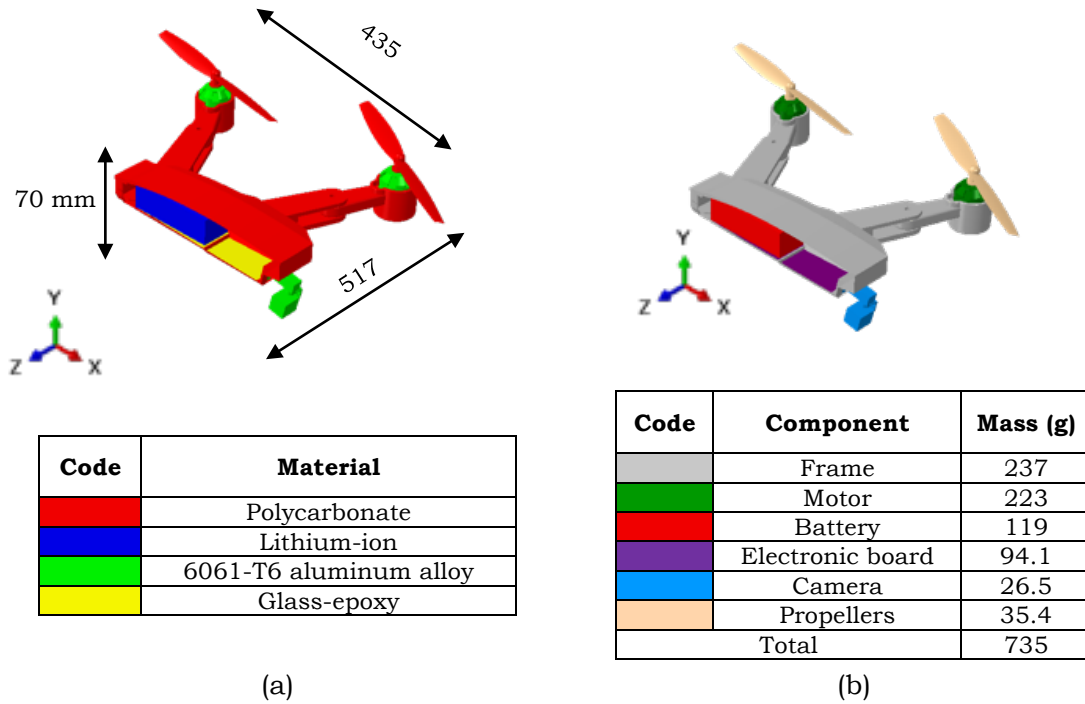 435
70 mm
517
Y
Z
X
Y
Z
X
Code Material
Polycarbonate
Lithium-ion
6061-T6 aluminum alloy
Glass-epoxy
(a)
Code Component Mass (g)
Frame 237
Motor 223
Battery 119
Electronic board 94.1
Camera 26.5
Propellers 35.4
Total 735
(b)